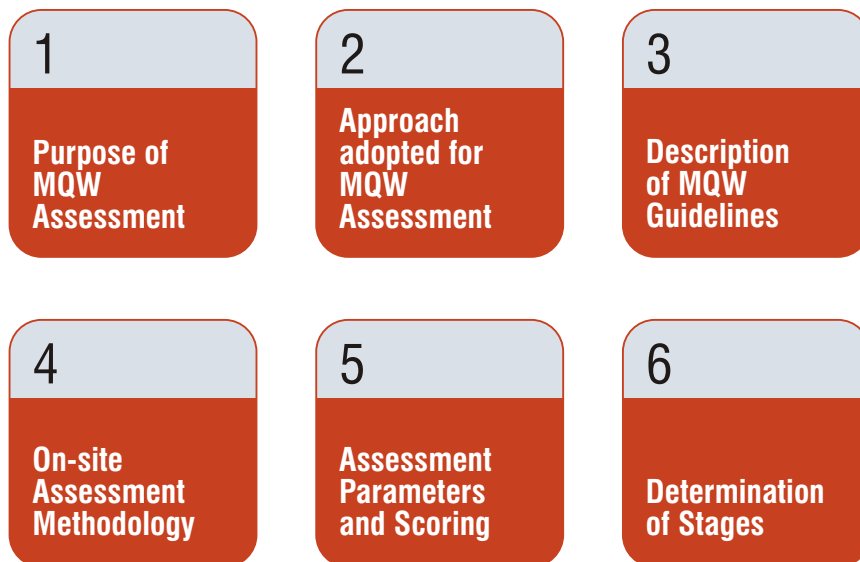 1
Purpose of
MQW
Assessment
2
Approach
adopted for
MQW
Assessment
3
Description
of MQW
Guidelines
4
On-site
Assessment
Methodology
5
Assessment
Parameters
and Scoring
6
Determination
of Stages